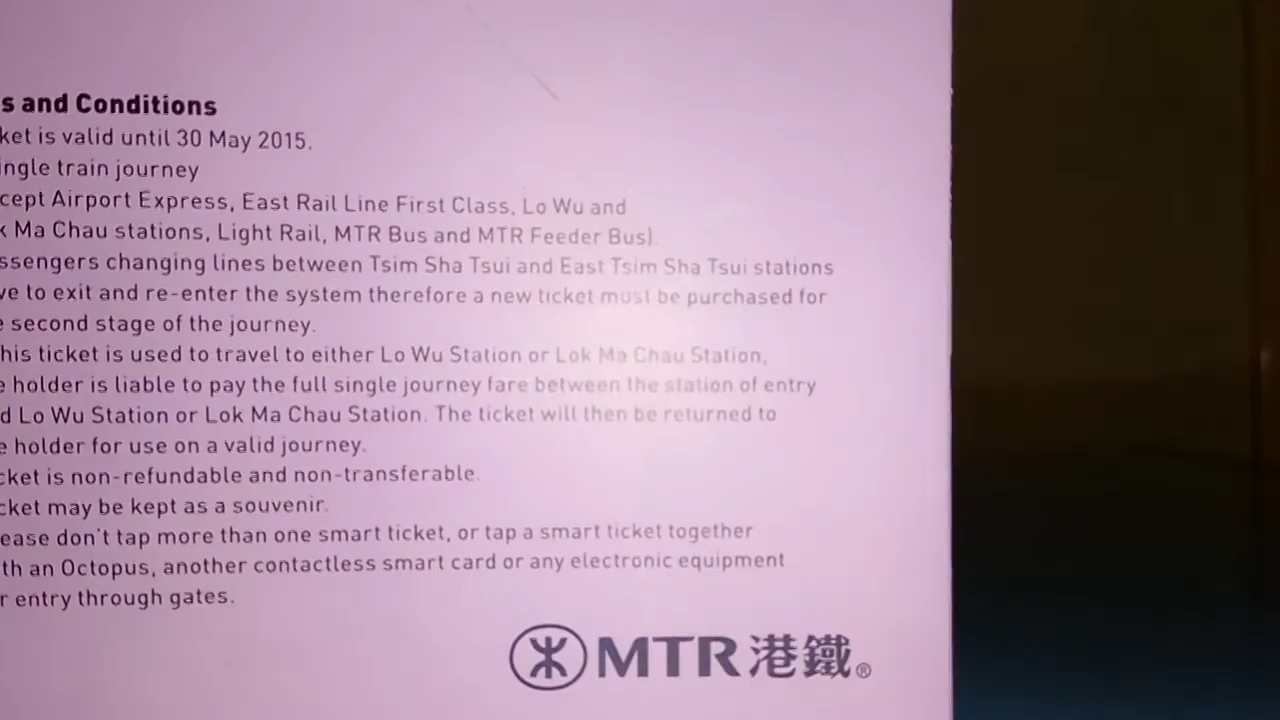 s and Conditions
ket is valid until 30 May 2015.
ingle train journey
cept Airport Express, East Rail Line First Class, Lo Wu and
k Ma Chau stations, Light Rail, MTR Bus and MTR Feeder Bus).
ssengers changing lines between Tsim Sha Tsui and East Tsim Sha Tsui stations
ve to exit and re-enter the system therefore a new ticket must be purchased for
e second stage of the journey.
his ticket is used to travel to either Lo Wu Station or Lok Ma Chau Station,
e holder is liable to pay the full single journey fare between the station of entry
d Lo Wu Station or Lok Ma Chau Station. The ticket will then be returned to
e holder for use on a valid journey.
cket is non-refundable and non-transferable.
cket may be kept as a souvenir.
ease don't tap more than one smart ticket, or tap a smart ticket together
th an Octopus, another contactless smart card or any electronic equipment
r entry through gates.
MTR 港鐵®